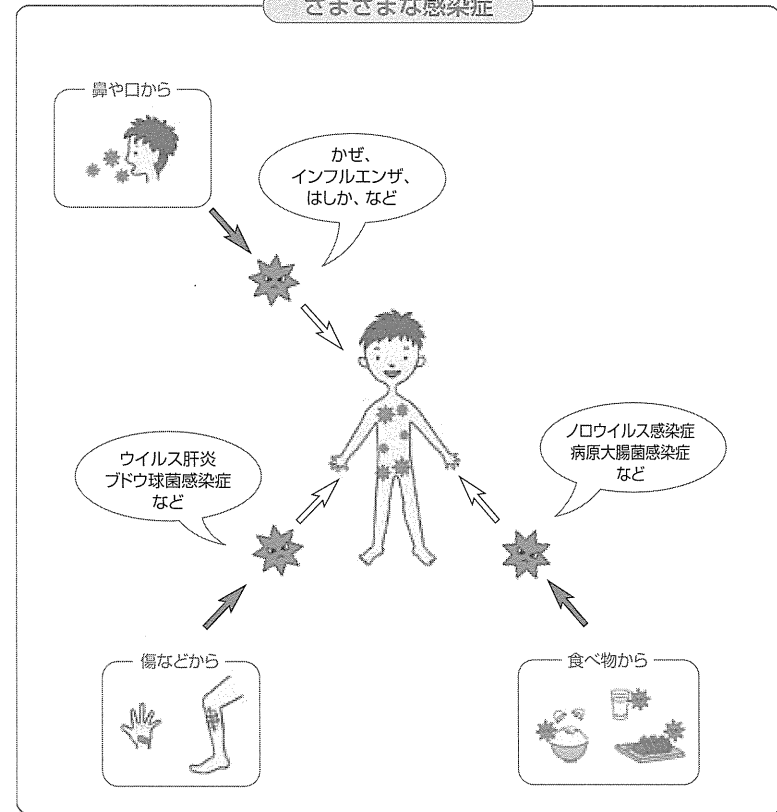 さまざまな感染症
鼻や口から
かぜ、
インフルエンザ、
はしか、など
ウイルス肝炎
ブドウ球菌感染症
など
ノロウイルス感染症
病原大腸菌感染症
など
傷などから
食べ物から